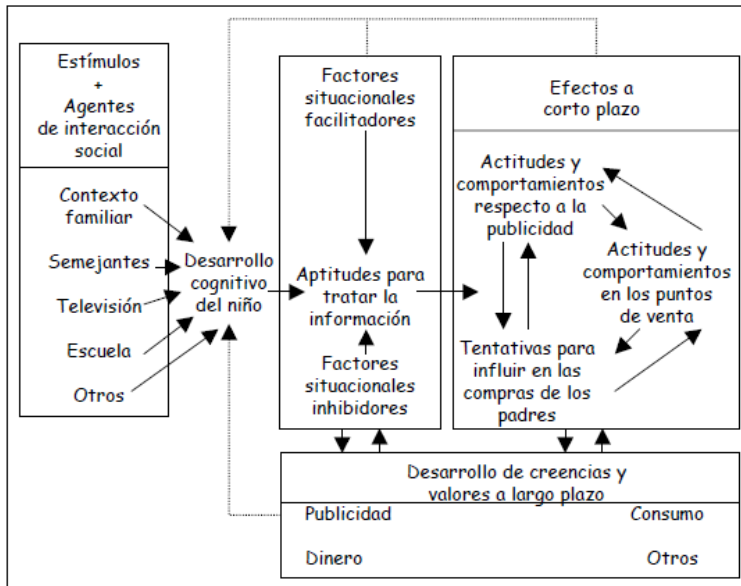 Estímulos
+
Agentes
de interacción
social
Contexto
familiar
Semejantes
Televisión
Escuela
Otros
Desarrollo
cognitivo
del niño
Factores
situacionales
facilitadores
Aptitudes para
tratar la
información
Factores
situacionales
inhibidores
Efectos a
corto plazo
Actitudes y
comportamientos
respecto a la
publicidad
Actitudes y
comportamientos
en los puntos
de venta
Tentativas para
influir en las
compras de los
padres
Desarrollo de creencias y
valores a largo plazo
Publicidad
Consumo
Dinero
Otros